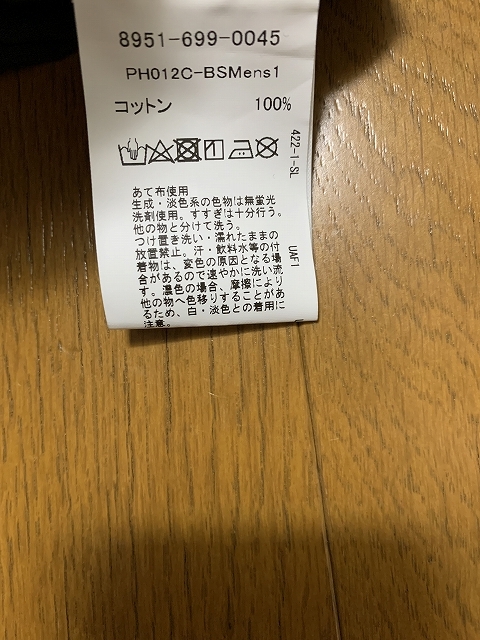 8951-699-0045
PH012C-BSMens1
コットン 100%
422-1-SL
あて布使用
生成・淡色系の色物は無蛍光
洗剤使用。すすぎは十分行う。
他の物と分けて洗う。
つけ置き洗い・濡れたままの
放置禁止。汗・飲料水等の付
着物は、変色の原因となる場
合があるので速やかに洗い流
す。濃色の場合、摩擦により
他の物へ色移りすることがあ
るため、白・淡色との着用に
注意。
UAF1